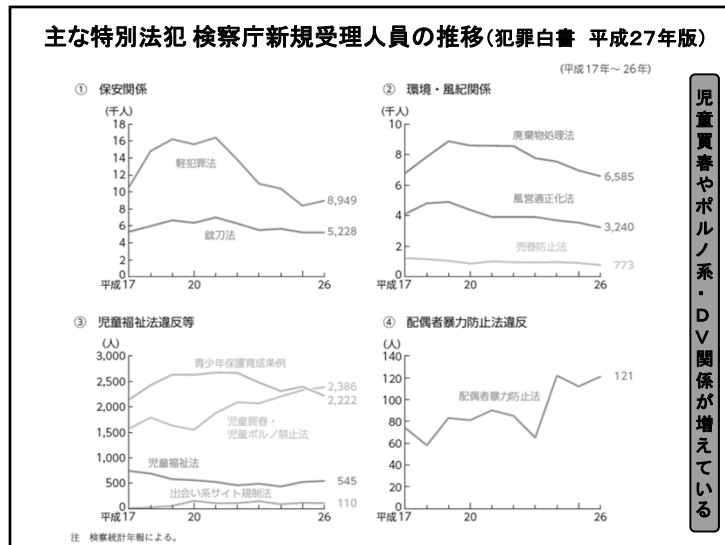 主な特別法犯 検察庁新規受理人員の推移(犯罪白書 平成27年版)
(平成17年～26年)
① 保安関係
(千人)
18
16
14
12
10
8
6
4
2
0
軽犯罪法
銃刀法
8,949
5,228
平成17
20
26
② 環境・風紀関係
(千人)
10
8
6
4
2
0
廃棄物処理法
風営適正化法
売春防止法
6,585
3,240
773
平成17
20
26
③ 児童福祉法違反等
(人)
3,000
2,500
2,000
1,500
1,000
500
0
青少年保護育成条例
児童買春・
児童ポルノ禁止法
児童福祉法
出会い系サイト規制法
2,386
2,222
545
110
平成17
20
26
④ 配偶者暴力防止法違反
(人)
140
120
100
80
60
40
20
0
配偶者暴力防止法
121
平成17
20
26
注 検察統計年報による。
児童買春やポルノ系・DV関係が増えている